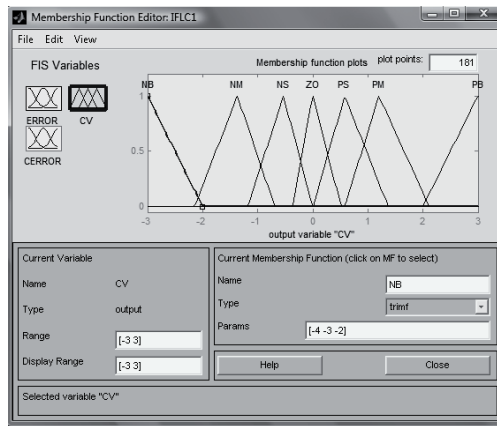 Membership Function Editor: IFLC1
File Edit View
FIS Variables
Membership function plots
plot points:
181
ERROR
CV
CERROR
NB NM NS ZO PS PM PB
1
0.5
0
-3 -2 -1 0 1 2 3
output variable "CV"
Current Variable
Name CV
Type output
Range [-3 3]
Display Range [-3 3]
Current Membership Function (click on MF to select)
Name NB
Type trimf
Params [-4 -3 -2]
Help Close
Selected variable "CV"